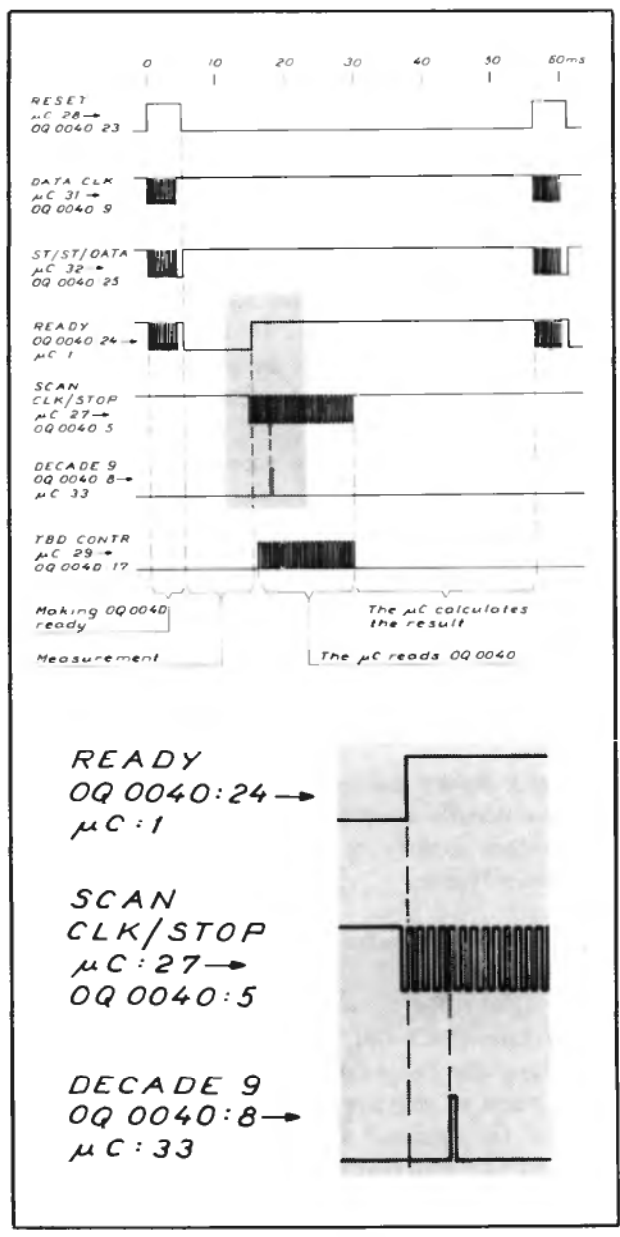 0 10 20 30 40 50 60ms
RESET
μC 28→
OQ 0040 23
DATA CLK
μC 31→
OQ 0040 9
ST/ST/DATA
μC 32→
OQ 0040 25
READY
OQ 0040 24→
μC 1
SCAN
CLK/STOP
μC 27→
OQ 0040 5
DECADE 9
OQ 0040 8→
μC 33
TBD CONTR
μC 29→
OQ 0040 17
Making OQ0040
ready
The μC calculates
the result
Measurement
The μC reads OQ 0040
READY
OQ 0040:24→
μC:1
SCAN
CLK/STOP
μC:27→
OQ 0040:5
DECADE 9
OQ 0040:8→
μC:33